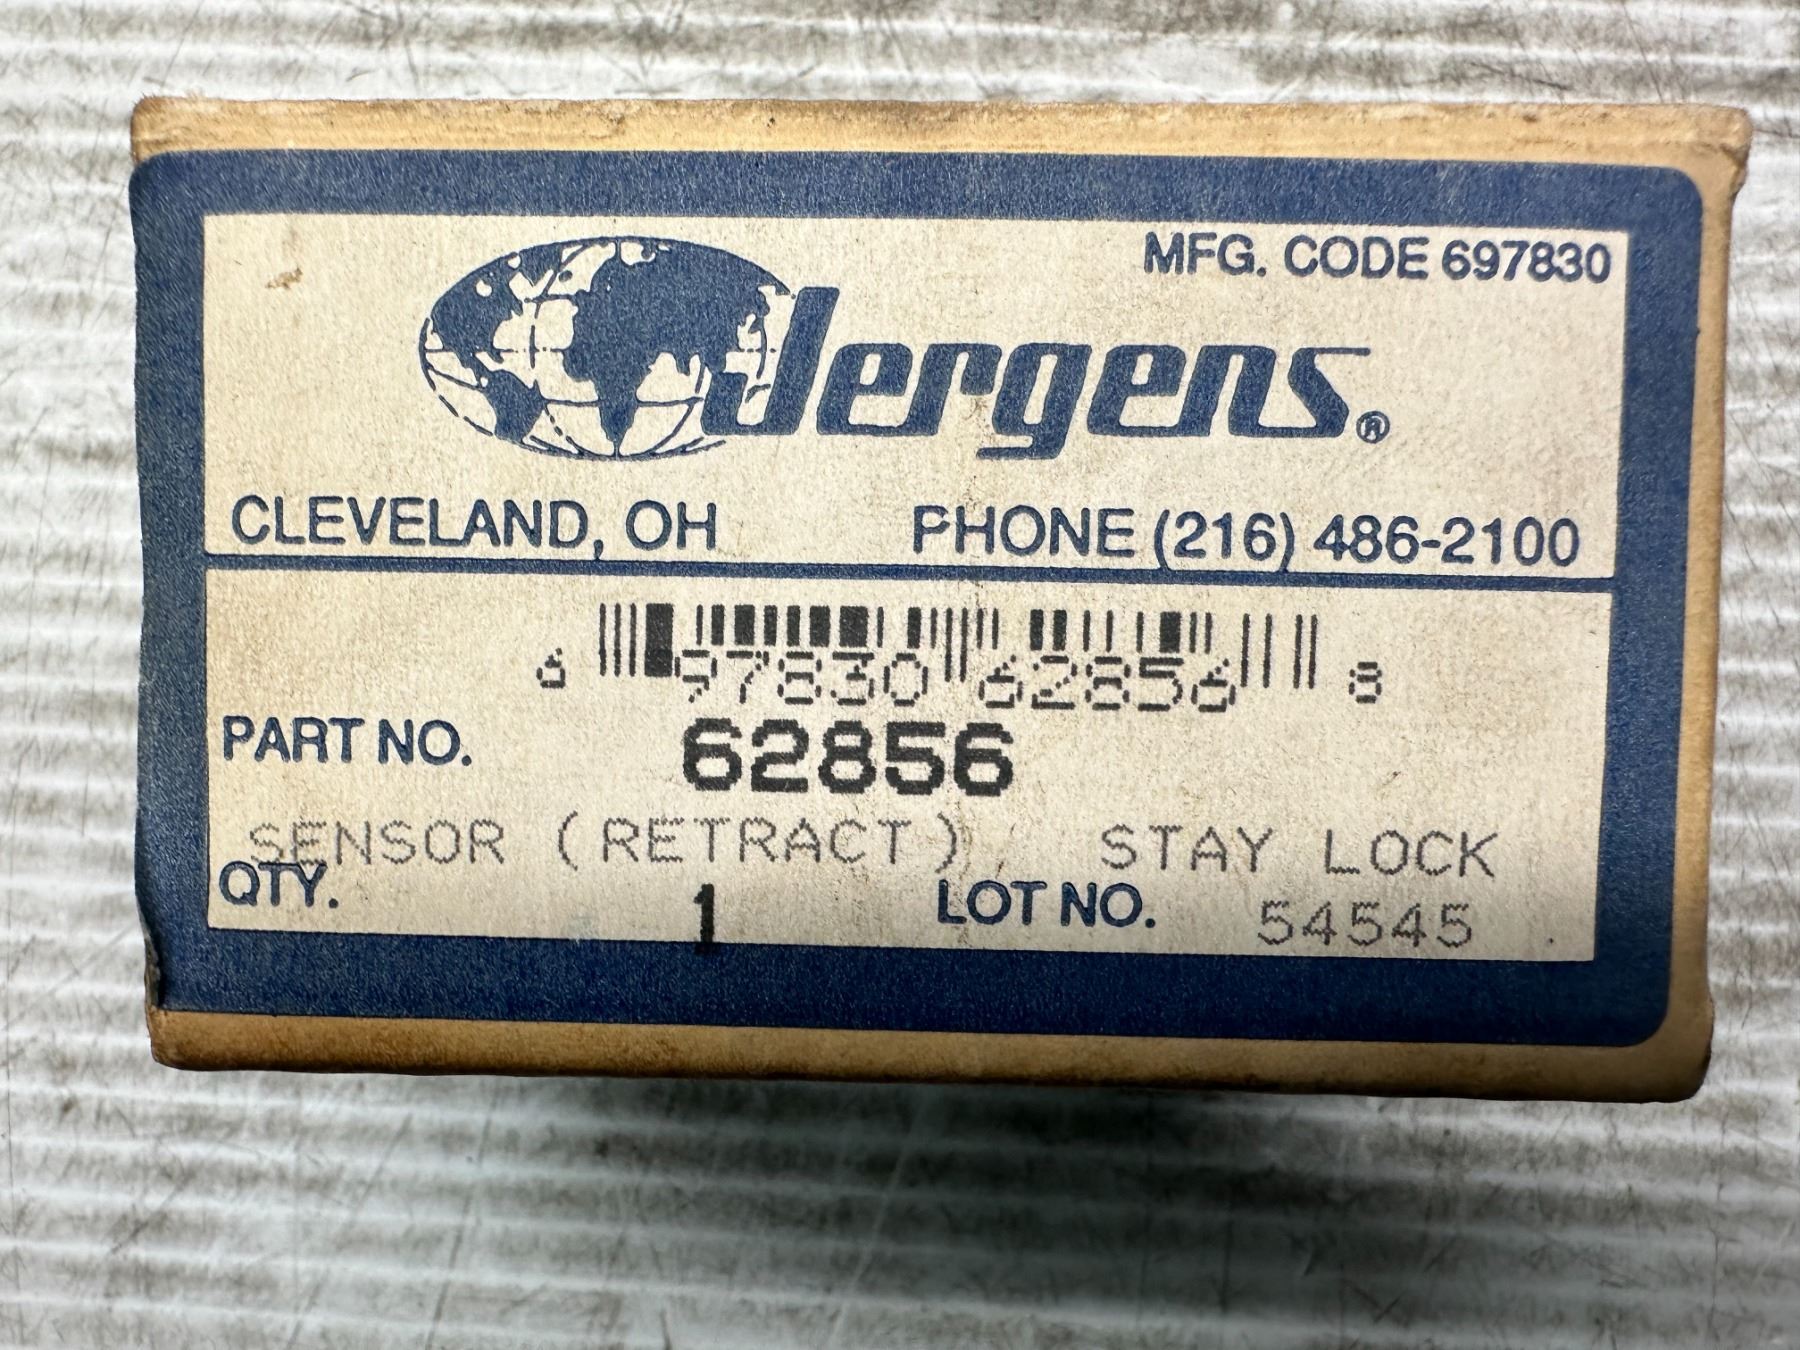 MFG. CODE 697830
Jergens®
CLEVELAND, OH PHONE (216) 486-2100
6 97830 62856 8
PART NO. 62856
SENSOR (RETRACT) STAY LOCK
QTY. 1 LOT NO. 54545